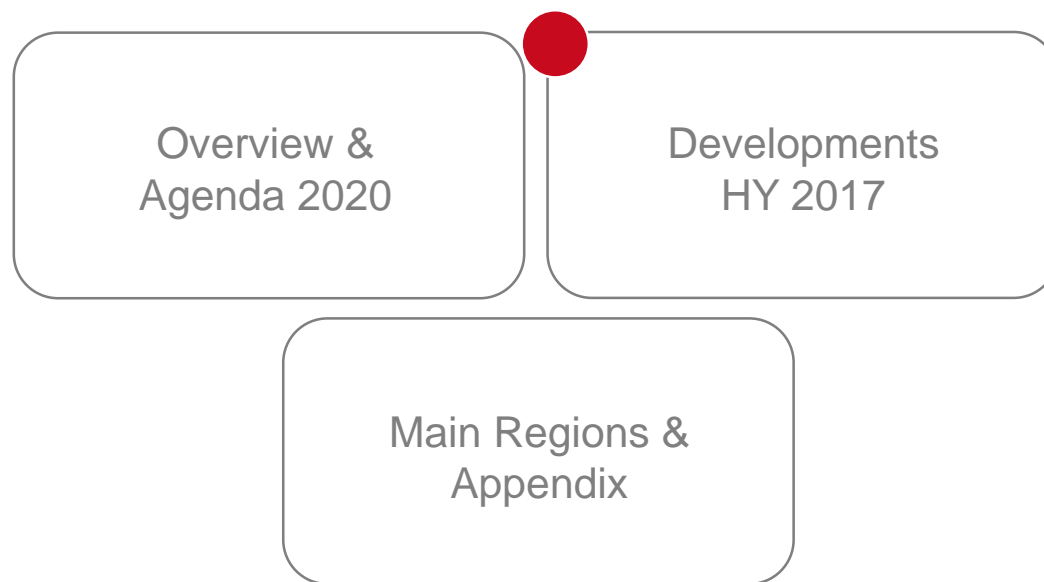 Overview &
Agenda 2020
Developments
HY 2017
Main Regions &
Appendix